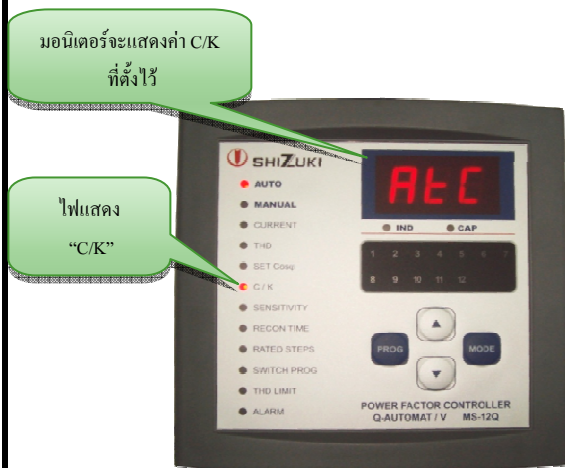 มอนิเตอร์จะแสดงค่า C/K
ที่ตั้งไว้
SHIZUKI
AtC
AUTO
MANUAL
CURRENT
THD
SET Cosφ
C / K
SENSITIVITY
RECON TIME
RATED STEPS
SWITCH PROG
THD LIMIT
ALARM
IND CAP
1 2 3 4 5 6 7
8 9 10 11 12
ไฟแสดง
“C/K”
PROG
MODE
POWER FACTOR CONTROLLER
Q-AUTOMAT / V MS-12Q